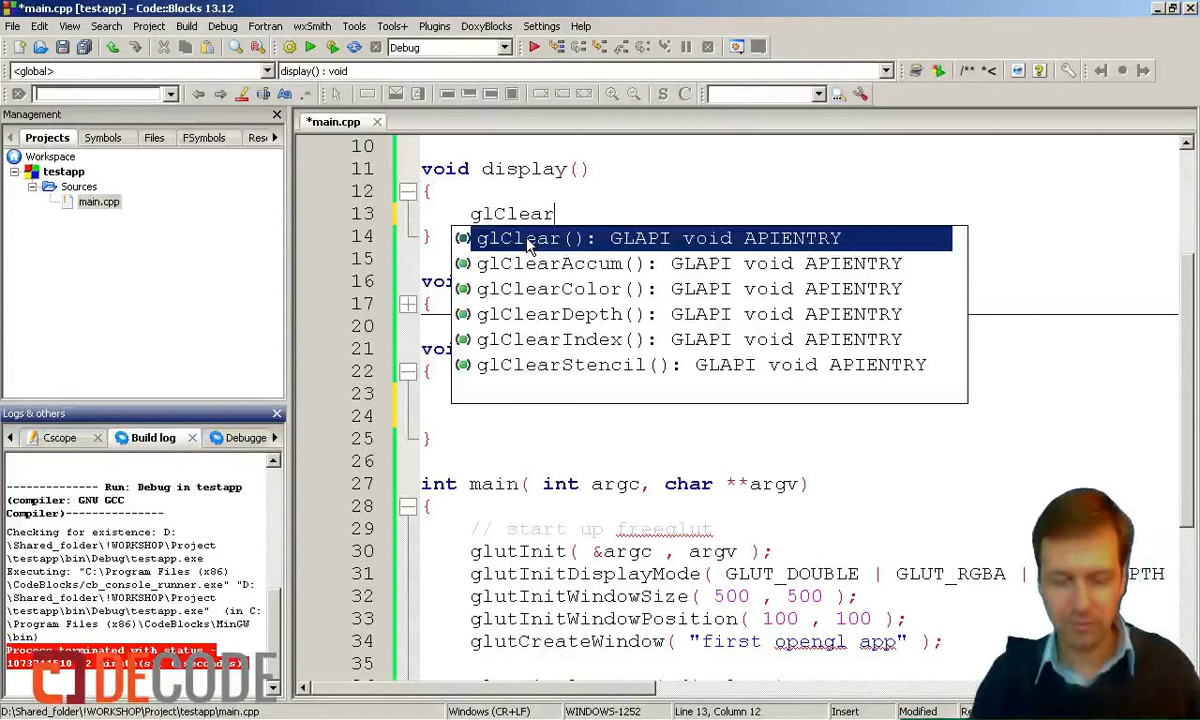 *main.cpp [testapp] - Code::Blocks 13.12
File Edit View Search Project Build Debug Fortran wxSmith Tools Tools+ Plugins DoxyBlocks Settings Help
Debug
<global>
display() : void
/** *<
S C
Management
Projects Symbols Files FSymbols
Workspace
testapp
Sources
main.cpp
*main.cpp
10
11 void display()
12 {
13 glClear
14 }
15
16
17 {
20
21
22 {
23
24
25 }
26
27 int main( int argc, char **argv)
28 {
29 // start up freeglut
30 glutInit( &argc , argv );
31 glutInitDisplayMode( GLUT_DOUBLE | GLUT_RGBA |
32 glutInitWindowSize( 500 , 500 );
33 glutInitWindowPosition( 100 , 100 );
34 glutCreateWindow( "first opengl app" );
35
glClear(): GLAPI void APIENTRY
glClearAccum(): GLAPI void APIENTRY
glClearColor(): GLAPI void APIENTRY
glClearDepth(): GLAPI void APIENTRY
glClearIndex(): GLAPI void APIENTRY
glClearStencil(): GLAPI void APIENTRY
Logs & others
Cscope Build log
-------------- Run: Debug in testapp
(compiler: GNU GCC
Compiler)---------------
Checking for existence: D:
\Shared_folder\!WORKSHOP\Project
\testapp\bin\Debug\testapp.exe
Executing: "C:\Program Files (x86)
\CodeBlocks/cb_console_runner.exe" "D:
\Shared_folder\!WORKSHOP\Project
\testapp\bin\Debug\testapp.exe" (in C:
\Program Files (x86)\CodeBlocks\MinGW
\bin)
Process terminated with status -
DECODE
D:\Shared_folder\!WORKSHOP\Project\testapp\main.cpp
Windows (CR+LF)
WINDOWS-1252
Line 13, Column 12
Insert
Modified